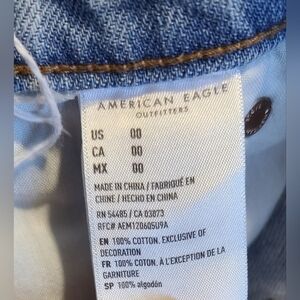 AMERICAN EAGLE
OUTFITTERS
US 00
CA 00
MX 00
MADE IN CHINA / FABRIQUÉ EN
CHINE / HECHO EN CHINA
RN 54485 / CA 03873
RFC# AEM120605U9A
EN 100% COTTON. EXCLUSIVE OF
DECORATION
FR 100% COTON. À L'EXCEPTION DE LA
GARNITURE
SP 100% algodón